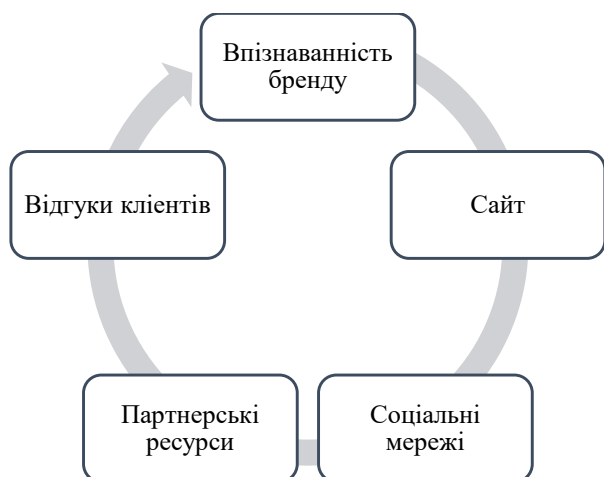 Впізнаванність
бренду
Сайт
Соціальні
мережі
Партнерські
ресурси
Відгуки клієнтів